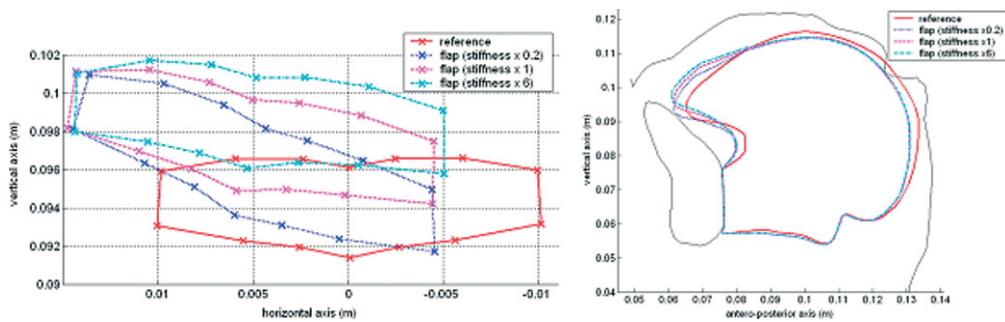 reference
flap (stiffness x 0.2)
flap (stiffness x 1)
flap (stiffness x 6)
0.102
0.1
0.098
0.096
0.094
0.092
0.09
vertical axis (m)
0.01
0.005
0
-0.005
-0.01
horizontal axis (m)
reference
flap (stiffness x0.2)
flap (stiffness x1)
flap (stiffness x6)
0.12
0.11
0.1
0.09
0.08
0.07
0.06
0.05
0.04
vertical axis (m)
0.05
0.06
0.07
0.08
0.09
0.1
0.11
0.12
0.13
0.14
antero-posterior axis (m)